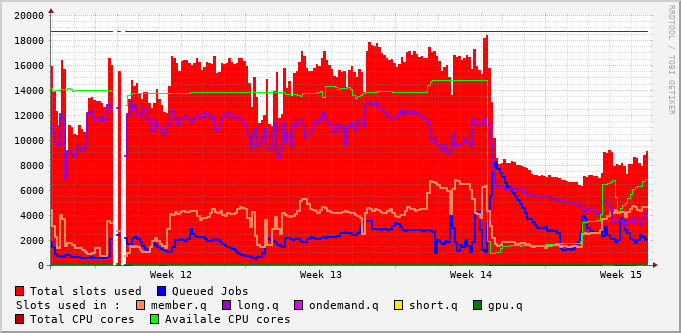 20000
18000
16000
14000
12000
10000
8000
6000
4000
2000
0
Week 12 Week 13 Week 14 Week 15
Total slots used Queued Jobs
Slots used in : member.q long.q ondemand.q short.q gpu.q
Total CPU cores Availale CPU cores
RRDTOOL / TOBI OETIKER